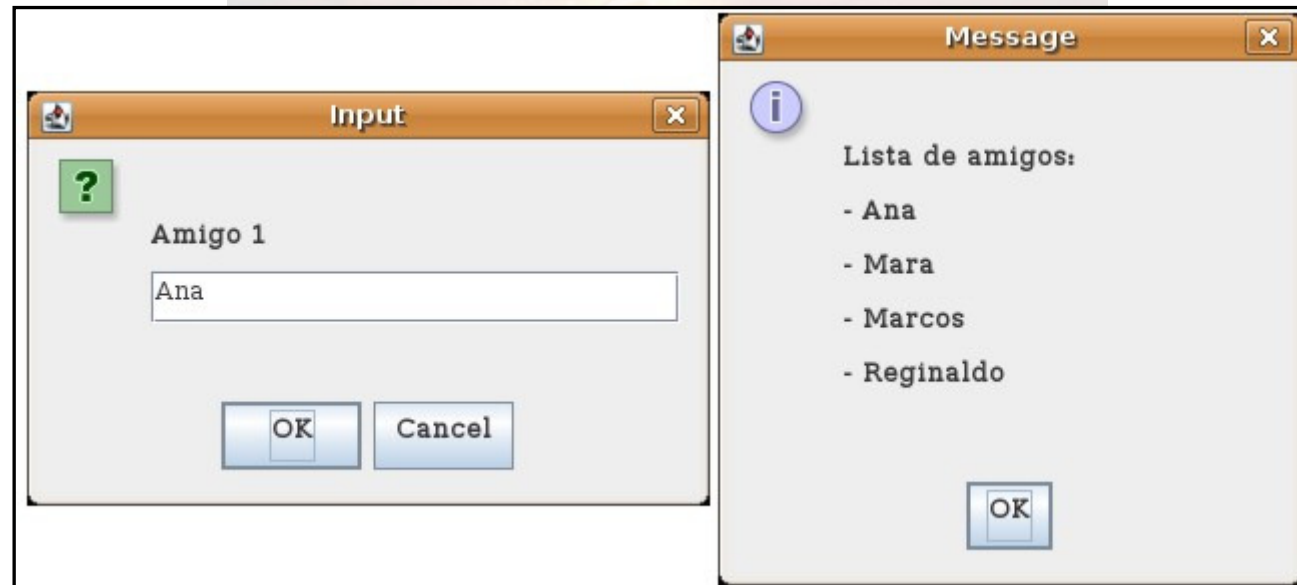 Input
Amigo 1
Ana
OK
Cancel
Message
Lista de amigos:
- Ana
- Mara
- Marcos
- Reginaldo
OK